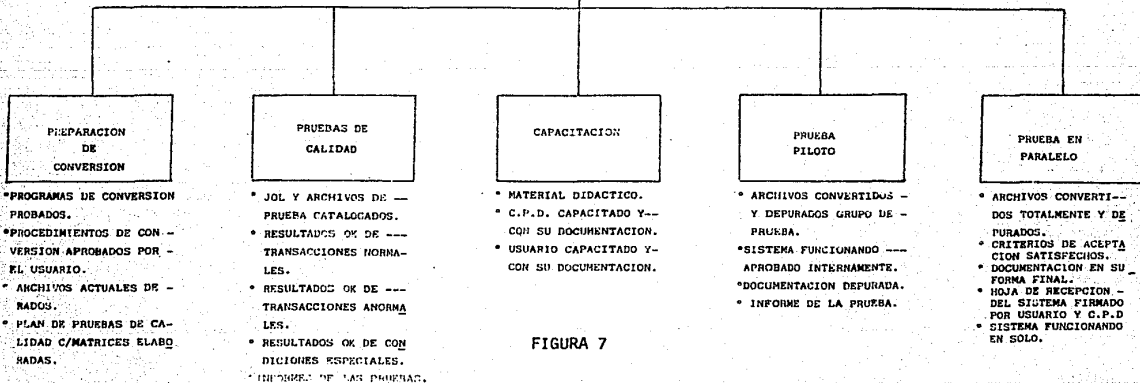 PREPARACION
DE
CONVERSION
*PROGRAMAS DE CONVERSION
PROBADOS.
*PROCEDIMIENTOS DE CON--
VERSION APROBADOS POR -
EL USUARIO.
* ARCHIVOS ACTUALES DE -
RADOS.
* PLAN DE PRUEBAS DE CA-
LIDAD C/MATRICES ELABO
RADAS.
PRUEBAS DE
CALIDAD
* JOL Y ARCHIVOS DE ---
PRUEBA CATALOGADOS.
* RESULTADOS OK DE ---
TRANSACCIONES NORMA-
LES.
* RESULTADOS OK DE ---
TRANSACCIONES ANORMA
LES.
* RESULTADOS OK DE CON
DICIONES ESPECIALES.
* INFORMES DE LAS PRUEBAS.
CAPACITACION
* MATERIAL DIDACTICO.
* C.P.D. CAPACITADO Y--
CON SU DOCUMENTACION.
* USUARIO CAPACITADO Y-
CON SU DOCUMENTACION.
PRUEBA
PILOTO
* ARCHIVOS CONVERTIDOS -
Y DEPURADOS GRUPO DE -
PRUEBA.
*SISTEMA FUNCIONANDO ---
APROBADO INTERNAMENTE.
*DOCUMENTACION DEPURADA.
* INFORME DE LA PRUEBA.
PRUEBA EN
PARALELO
* ARCHIVOS CONVERTI--
DOS TOTALMENTE Y DE
PURADOS.
* CRITERIOS DE ACEPTA
CION SATISFECHOS.
* DOCUMENTACION EN SU
FORMA FINAL.
* HOJA DE RECEPCION -
DEL SISTEMA FIRMADO
POR USUARIO Y C.P.D
* SISTEMA FUNCIONANDO
EN SOLO.
FIGURA 7